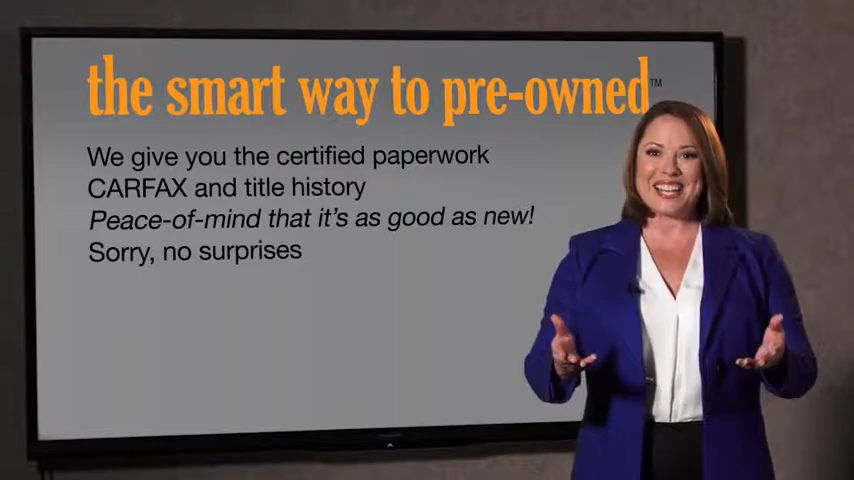 the smart way to pre-owned™
We give you the certified paperwork
CARFAX and title history
Peace-of-mind that it's as good as new!
Sorry, no surprises